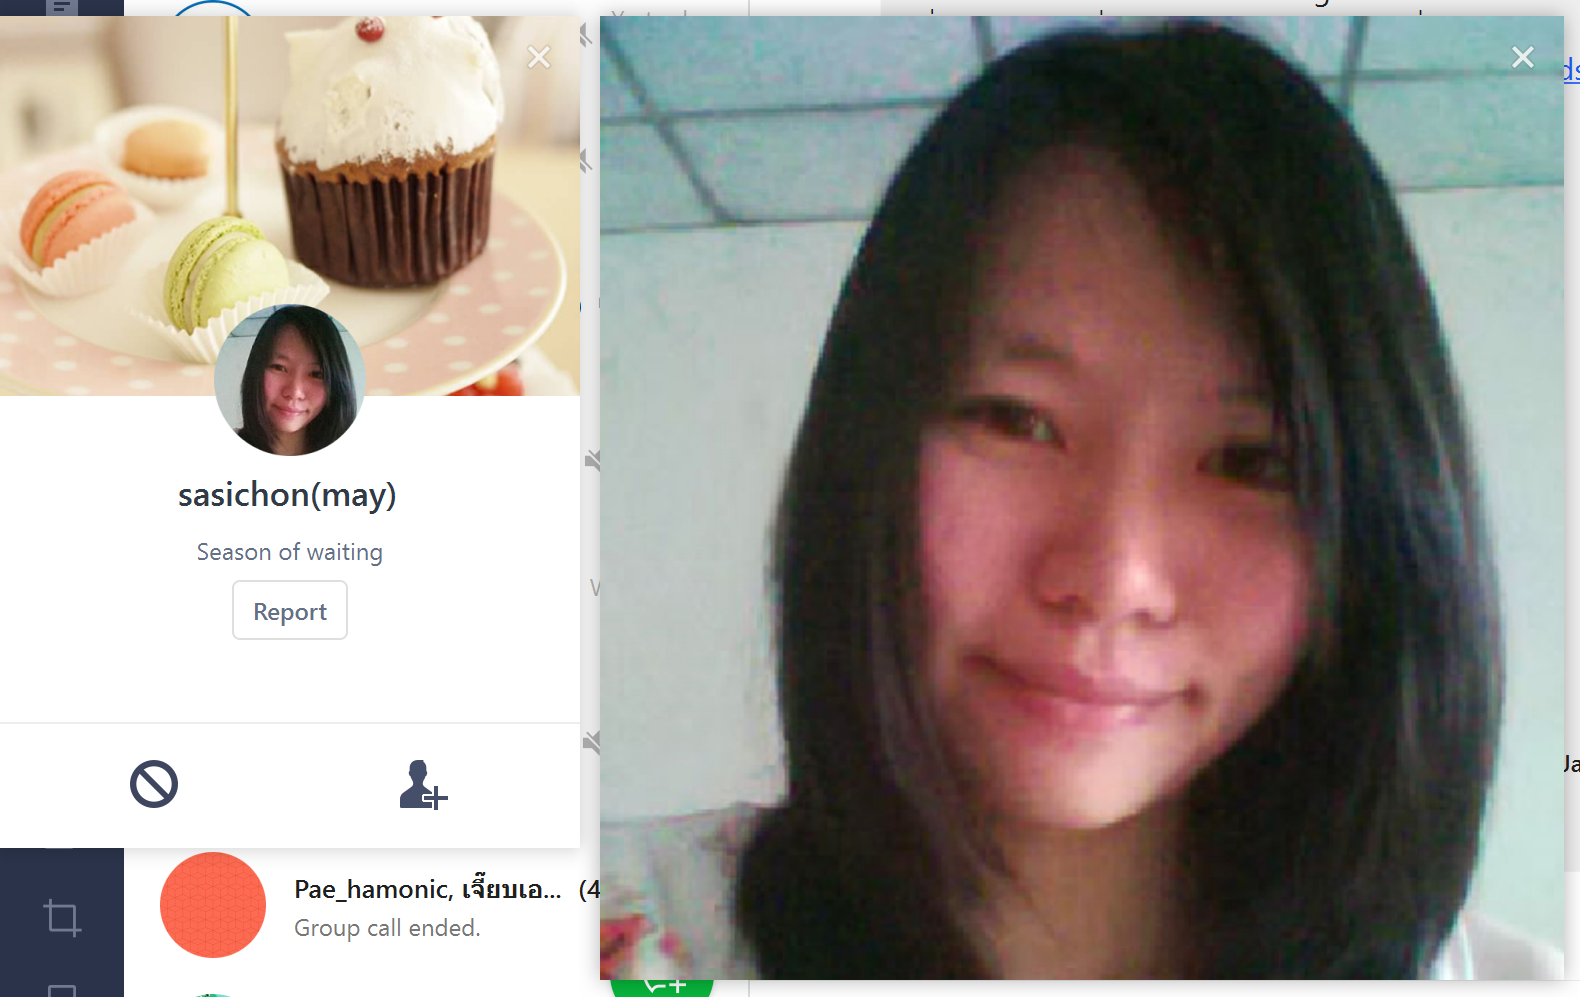 sasichon(may)
Season of waiting
Report
Pae_hamonic, เจี๊ยบเอ... (4
Group call ended.